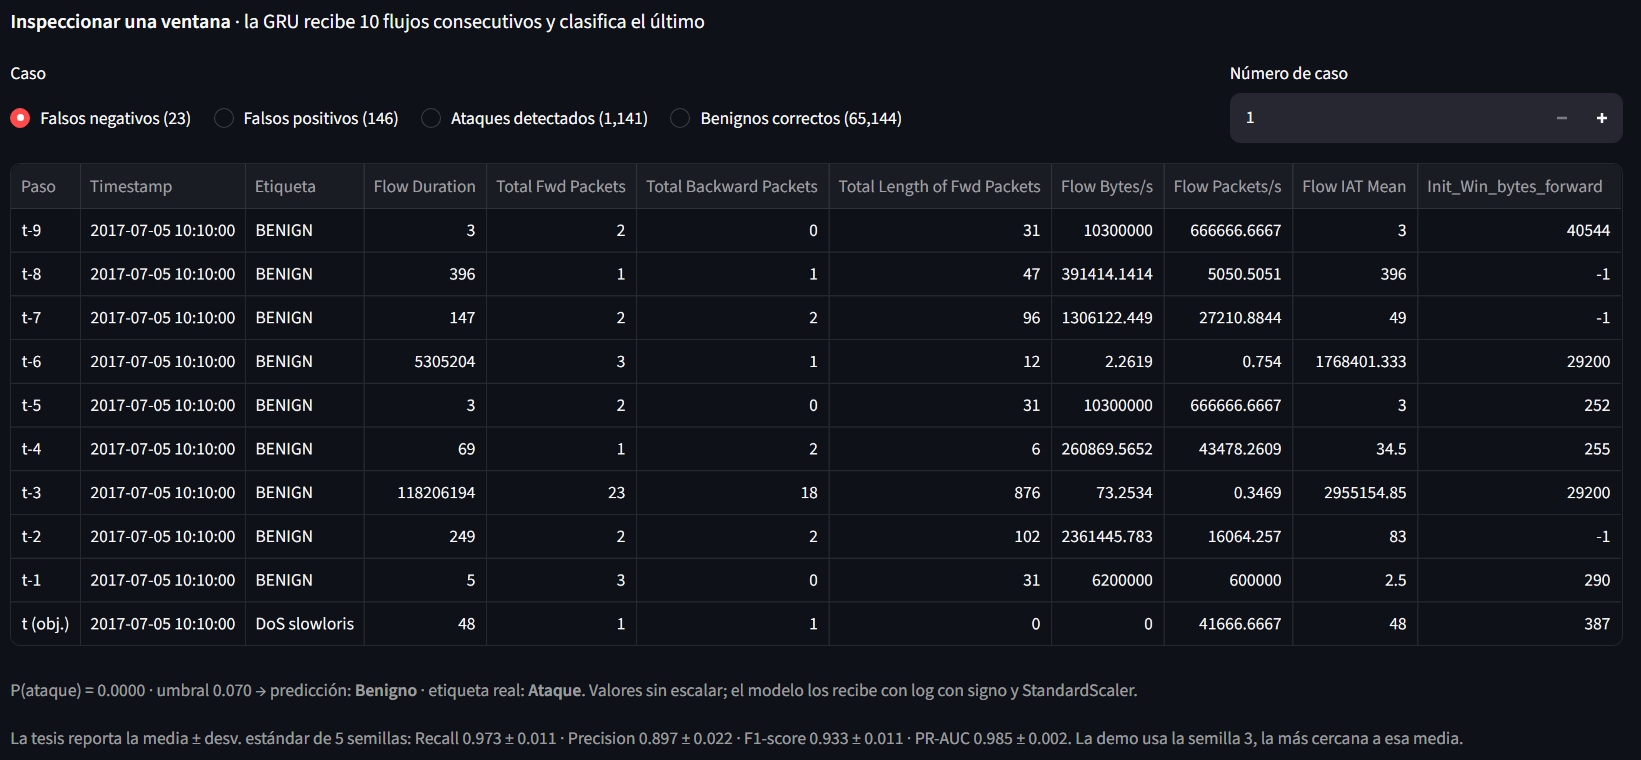 Inspeccionar una ventana · la GRU recibe 10 flujos consecutivos y clasifica el último
Caso
Número de caso
Falsos negativos (23) Falsos positivos (146) Ataques detectados (1,141) Benignos correctos (65,144)
1 − +
Paso Timestamp Etiqueta Flow Duration Total Fwd Packets Total Backward Packets Total Length of Fwd Packets Flow Bytes/s Flow Packets/s Flow IAT Mean Init_Win_bytes_forward
t-9 2017-07-05 10:10:00 BENIGN 3 2 0 31 10300000 666666.6667 3 40544
t-8 2017-07-05 10:10:00 BENIGN 396 1 1 47 391414.1414 5050.5051 396 -1
t-7 2017-07-05 10:10:00 BENIGN 147 2 2 96 1306122.449 27210.8844 49 -1
t-6 2017-07-05 10:10:00 BENIGN 5305204 3 1 12 2.2619 0.754 1768401.333 29200
t-5 2017-07-05 10:10:00 BENIGN 3 2 0 31 10300000 666666.6667 3 252
t-4 2017-07-05 10:10:00 BENIGN 69 1 2 6 260869.5652 43478.2609 34.5 255
t-3 2017-07-05 10:10:00 BENIGN 118206194 23 18 876 73.2534 0.3469 2955154.85 29200
t-2 2017-07-05 10:10:00 BENIGN 249 2 2 102 2361445.783 16064.257 83 -1
t-1 2017-07-05 10:10:00 BENIGN 5 3 0 31 6200000 600000 2.5 290
t (obj.) 2017-07-05 10:10:00 DoS slowloris 48 1 1 0 0 41666.6667 48 387
P(ataque) = 0.0000 · umbral 0.070 → predicción: Benigno · etiqueta real: Ataque. Valores sin escalar; el modelo los recibe con log con signo y StandardScaler.
La tesis reporta la media ± desv. estándar de 5 semillas: Recall 0.973 ± 0.011 · Precision 0.897 ± 0.022 · F1-score 0.933 ± 0.011 · PR-AUC 0.985 ± 0.002. La demo usa la semilla 3, la más cercana a esa media.